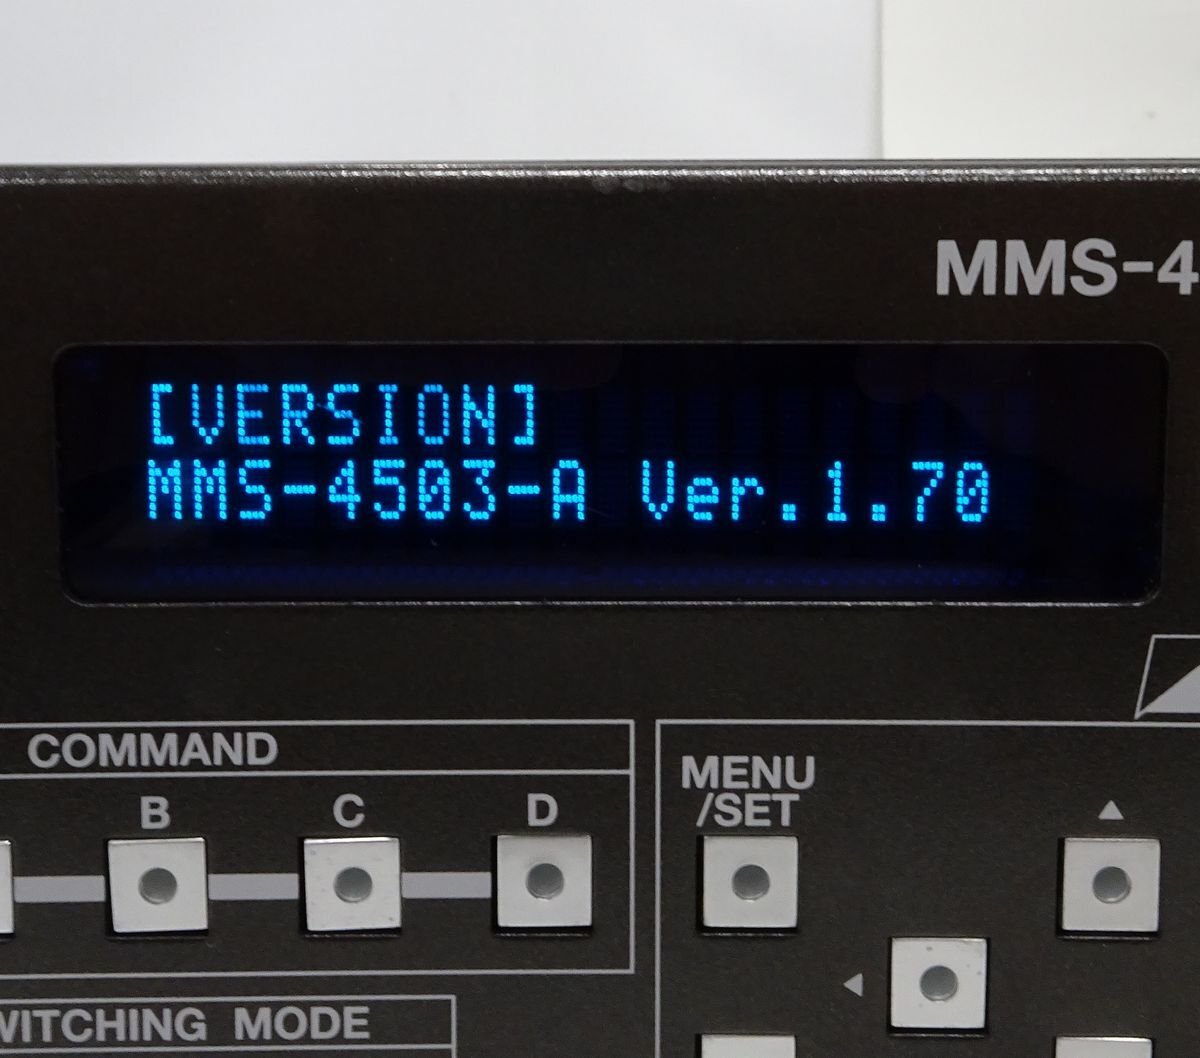 MMS-4
[VERSION]
MMS-4503-A Ver.1.70
COMMAND
B C D
MENU
/SET
WITCHING MODE